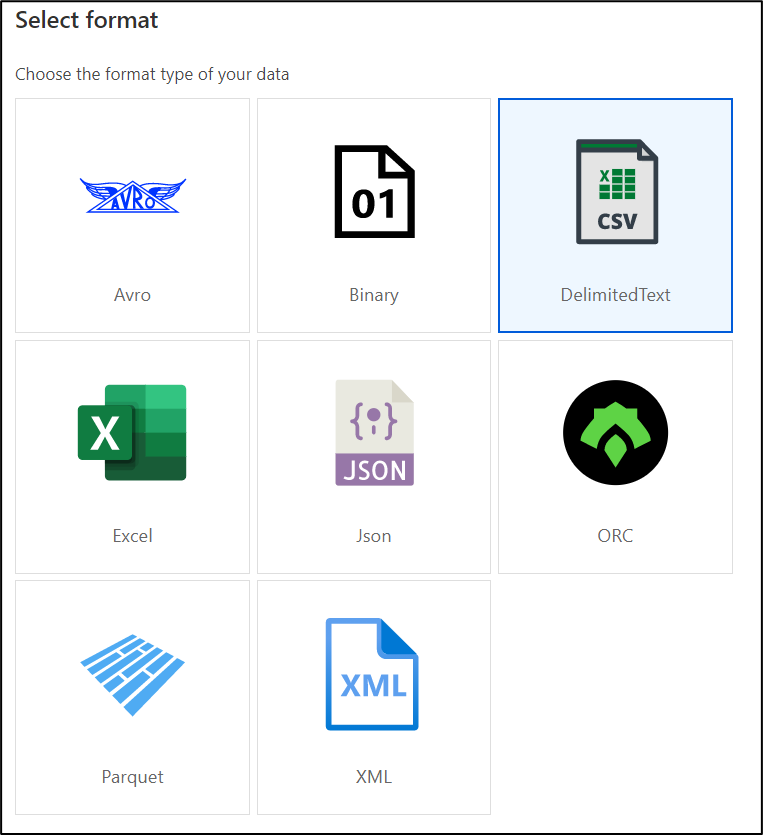 Select format
Choose the format type of your data
AVRO
01
X
CSV
Avro
Binary
DelimitedText
X
{ }
JSON
Excel
Json
ORC
XML
Parquet
XML